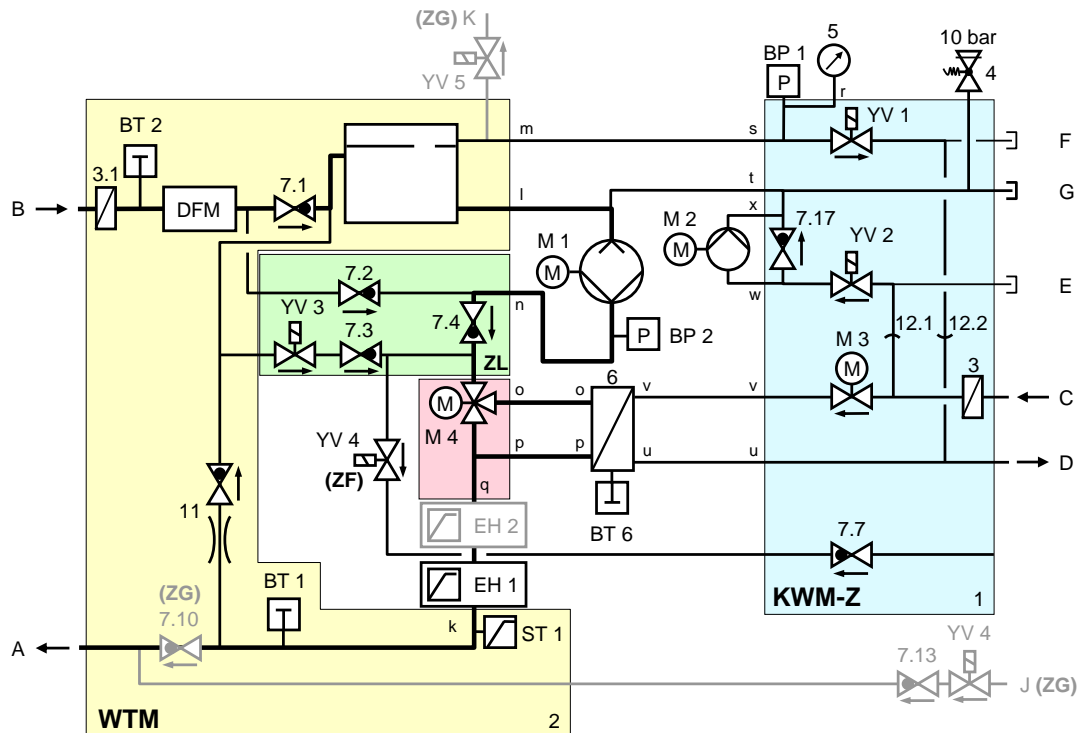 (ZG) K
YV 5
BP 1
P
5
10 bar
4
r
YV 1
BT 2
3.1
B
DFM
7.1
m
s
F
l
t
G
x
M 2
M
7.17
YV 2
M 1
M
w
E
7.2
YV 3
7.3
7.4
n
ZL
P
BP 2
12.1
12.2
M 3
M
3
C
6
M
M 4
o
o
v
v
YV 4
(ZF)
p
p
u
u
D
q
11
EH 2
BT 6
7.7
EH 1
BT 1
(ZG)
7.10
k
ST 1
KWM-Z
1
A
YV 4
7.13
J (ZG)
WTM
2